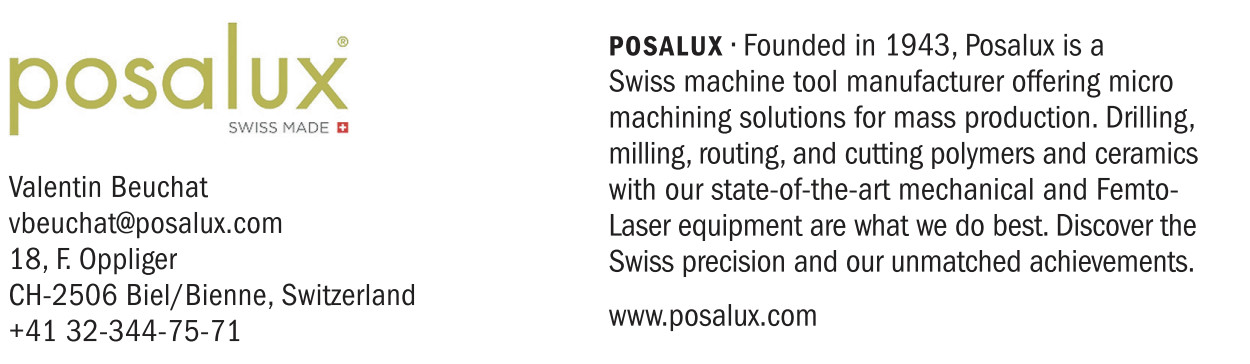 posalux®
SWISS MADE
Valentin Beuchat
vbeuchat@posalux.com
18, F. Oppliger
CH-2506 Biel/Bienne, Switzerland
+41 32-344-75-71
POSALUX · Founded in 1943, Posalux is a
Swiss machine tool manufacturer offering micro
machining solutions for mass production. Drilling,
milling, routing, and cutting polymers and ceramics
with our state-of-the-art mechanical and Femto-
Laser equipment are what we do best. Discover the
Swiss precision and our unmatched achievements.
www.posalux.com